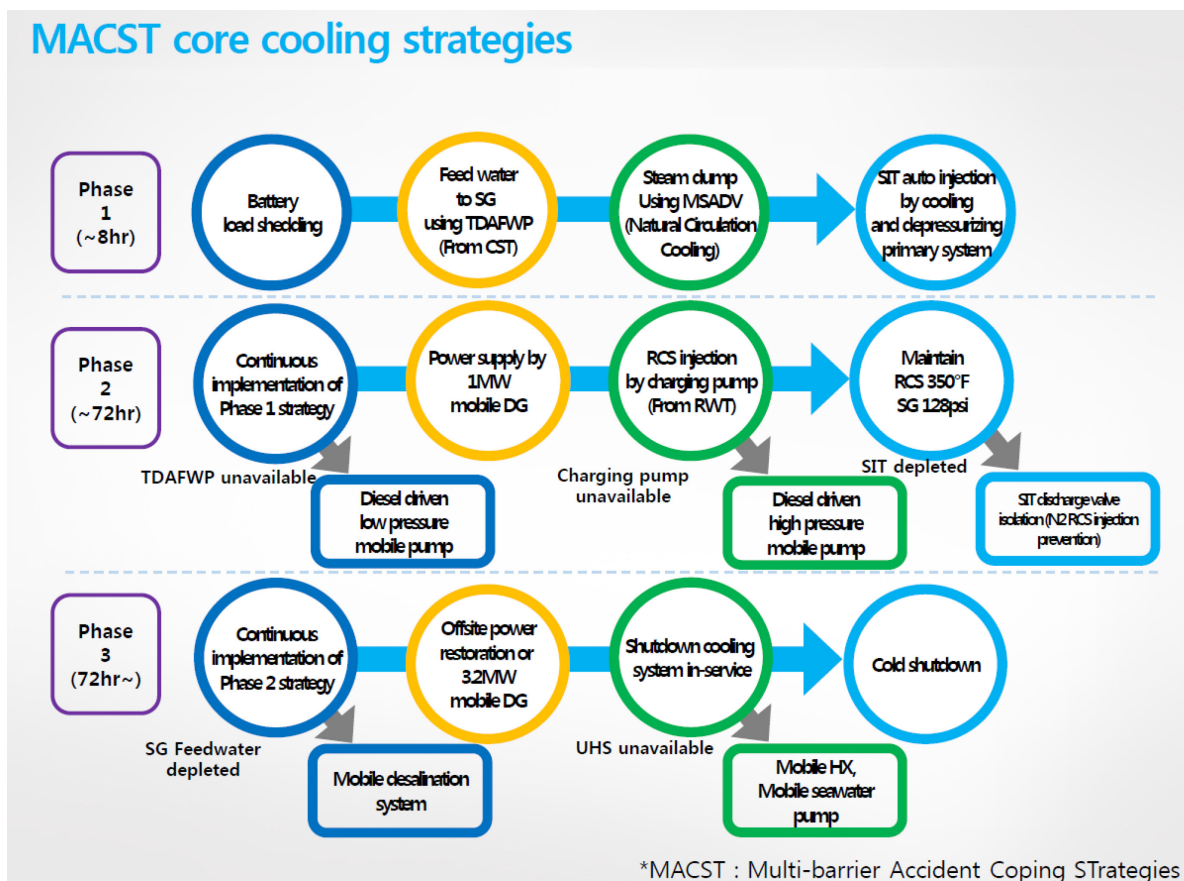 MACST core cooling strategies
Phase
1
(~8hr)
Battery
load shedding
Feed water
to SG
using TDAFWP
(From CST)
Steam dump
Using MSADV
(Natural Circulation
Cooling)
SIT auto injection
by cooling
and depressurizing
primary system
Phase
2
(~72hr)
Continuous
implementation of
Phase 1 strategy
Power supply by
1MW
mobile DG
RCS injection
by charging pump
(From RWT)
Maintain
RCS 350°F
SG 128psi
TDAFWP unavailable
Diesel driven
low pressure
mobile pump
Charging pump
unavailable
Diesel driven
high pressure
mobile pump
SIT depleted
SIT discharge valve
isolation (N2 RCS injection
prevention)
Phase
3
(72hr~)
Continuous
implementation of
Phase 2 strategy
Offsite power
restoration or
3.2MW
mobile DG
Shutdown cooling
system in-service
Cold shutdown
SG Feedwater
depleted
Mobile desalination
system
UHS unavailable
Mobile HX,
Mobile seawater
pump
*MACST : Multi-barrier Accident Coping STrategies